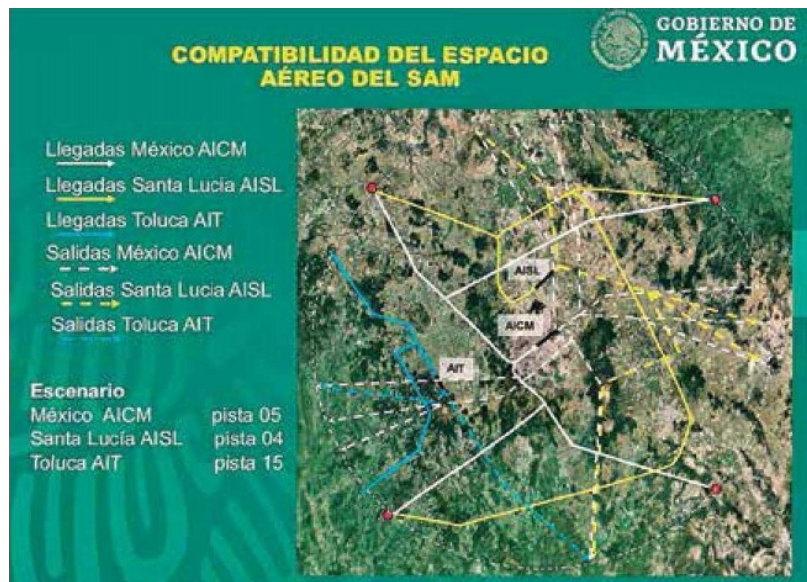 GOBIERNO DE
MÉXICO
COMPATIBILIDAD DEL ESPACIO
AÉREO DEL SAM
Llegadas México AICM
Llegadas Santa Lucia AISL
Llegadas Toluca AIT
Salidas México AICM
Salidas Santa Lucia AISL
Salidas Toluca AIT
Escenario
México AICM pista 05
Santa Lucía AISL pista 04
Toluca AIT pista 15
AISL
AICM
AIT